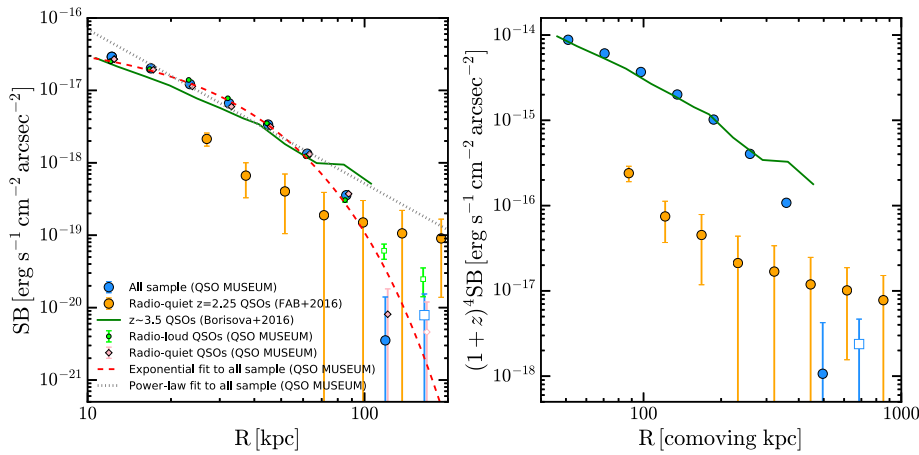 10⁻¹⁶
10⁻¹⁷
10⁻¹⁸
10⁻¹⁹
10⁻²⁰
10⁻²¹
SB [erg s⁻¹ cm⁻² arcsec⁻²]
All sample (QSO MUSEUM)
Radio-quiet z=2.25 QSOs (FAB+2016)
z~3.5 QSOs (Borisova+2016)
Radio-loud QSOs (QSO MUSEUM)
Radio-quiet QSOs (QSO MUSEUM)
Exponential fit to all sample (QSO MUSEUM)
Power-law fit to all sample (QSO MUSEUM)
10 100
R [kpc]
10⁻¹⁴
10⁻¹⁵
10⁻¹⁶
10⁻¹⁷
10⁻¹⁸
(1 + z)⁴SB [erg s⁻¹ cm⁻² arcsec⁻²]
100 1000
R [comoving kpc]